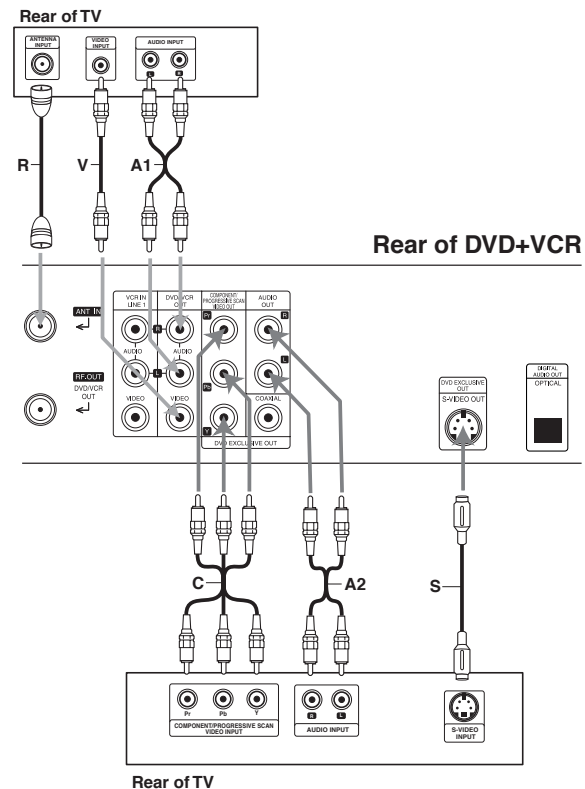 Rear of TV
ANTENNA
INPUT
VIDEO
INPUT
AUDIO INPUT
L
R
R
V
A1
Rear of DVD+VCR
ANT IN
RF.OUT
DVD/VCR
OUT
VCR IN
LINE 1
DVD/VCR
OUT
COMPONENT/
PROGRESSIVE SCAN
VIDEO OUT
AUDIO
OUT
R
Pr
R
AUDIO
AUDIO
L
Pb
L
VIDEO
VIDEO
Y
COAXIAL
DVD EXCLUSIVE OUT
DVD EXCLUSIVE
OUT
S-VIDEO OUT
DIGITAL
AUDIO OUT
OPTICAL
C
A2
S
Pr
Pb
Y
COMPONENT/PROGRESSIVE SCAN
VIDEO INPUT
R
L
AUDIO INPUT
S-VIDEO
INPUT
Rear of TV